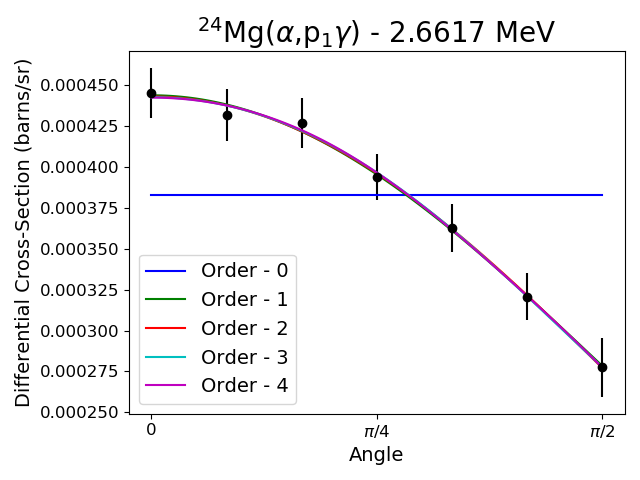 ²⁴Mg(α,p₁γ) - 2.6617 MeV
Differential Cross-Section (barns/sr)
0.000450
0.000425
0.000400
0.000375
0.000350
0.000325
0.000300
0.000275
0.000250
Order - 0
Order - 1
Order - 2
Order - 3
Order - 4
0 π/4 π/2
Angle